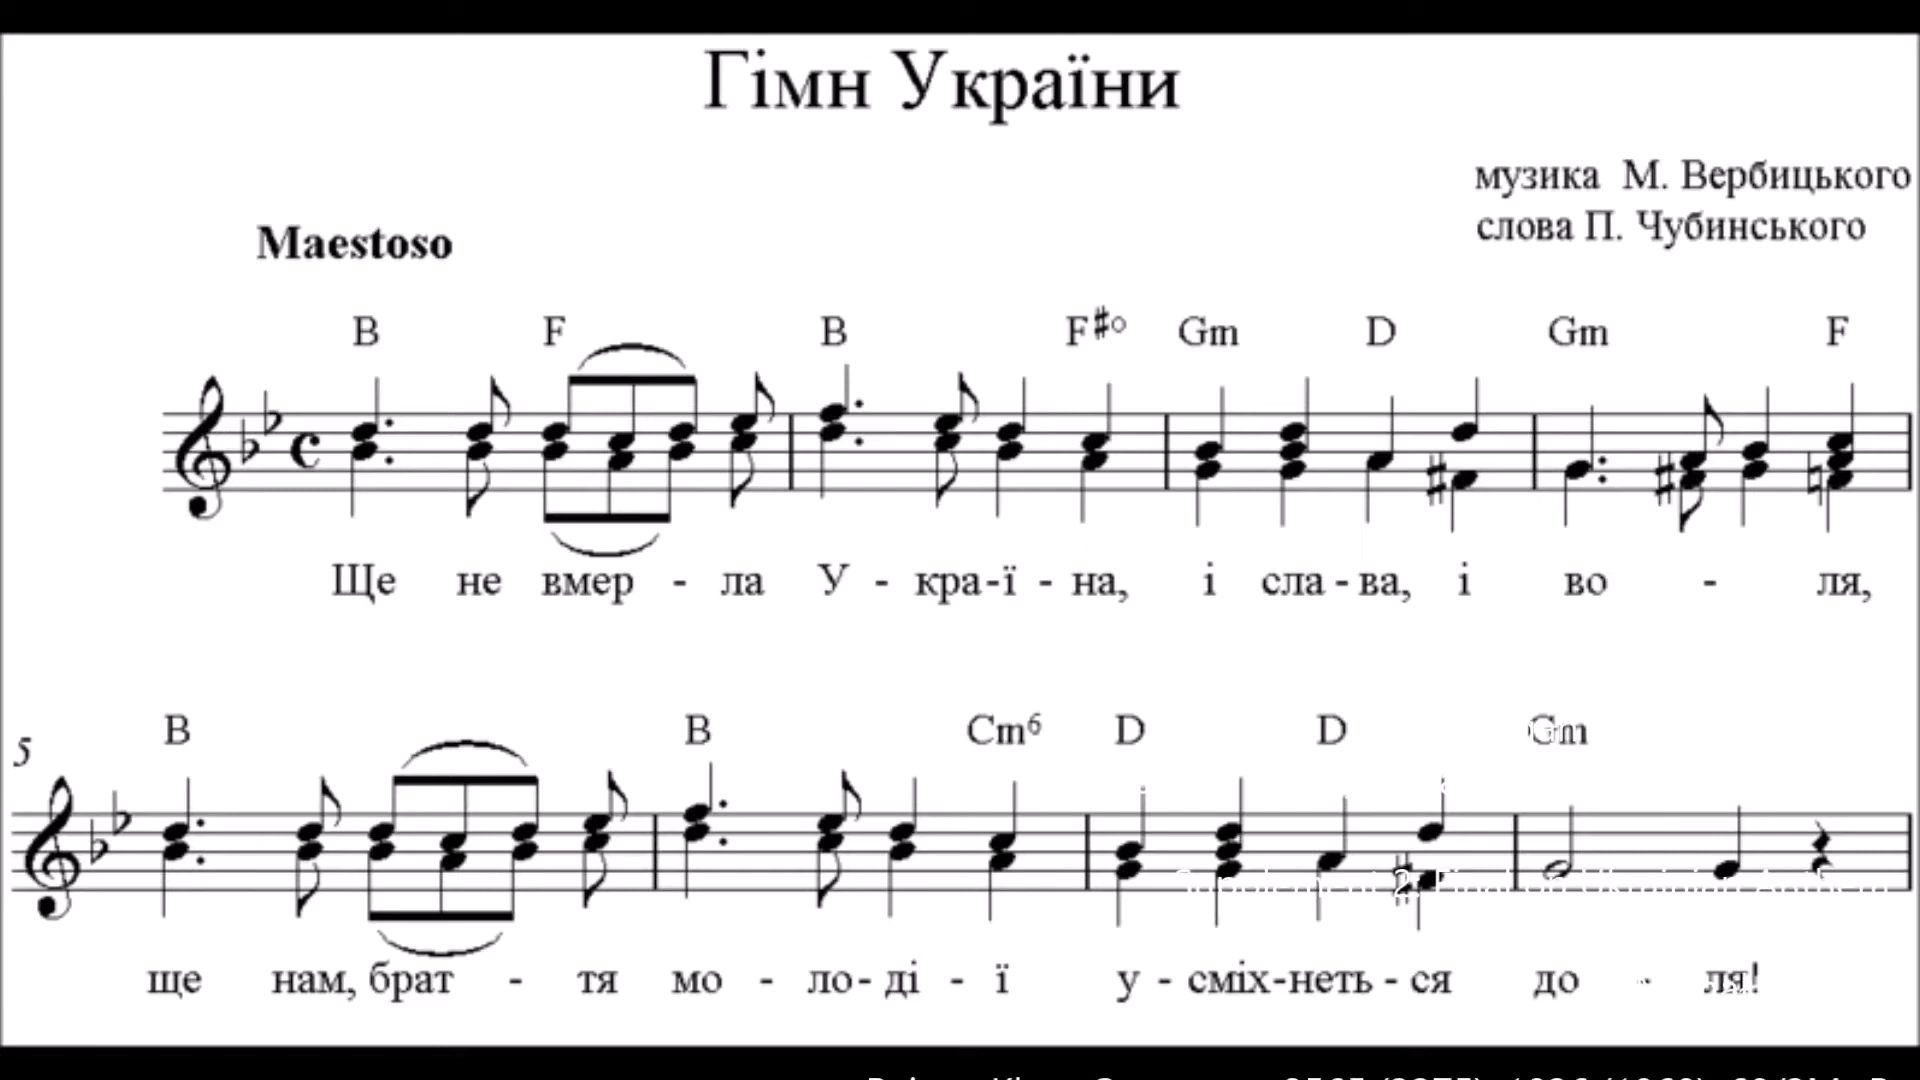 Гімн України
музика М. Вербицького
слова П. Чубинського
Maestoso
B F B F#° Gm D Gm F
Ще не вмер - ла У - кра-ї - на, і сла - ва, і во - ля,
5
B B Cm6 D D Gm
ще нам, брат - тя мо - ло- ді - ї у - сміх-неть - ся до - ля!